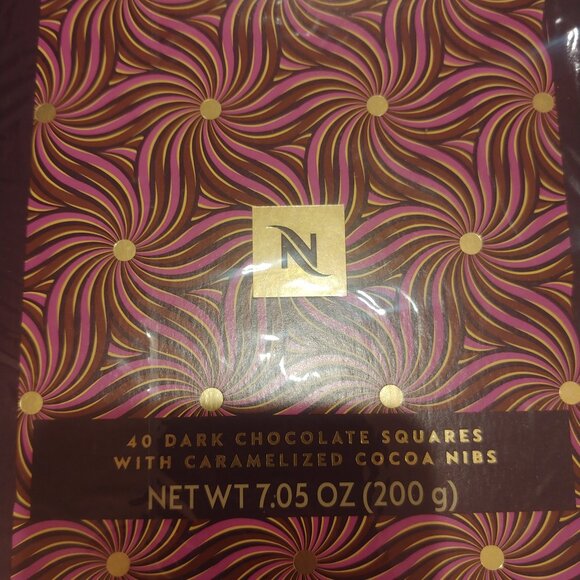 N
40 DARK CHOCOLATE SQUARES
WITH CARAMELIZED COCOA NIBS
NET WT 7.05 OZ (200 g)